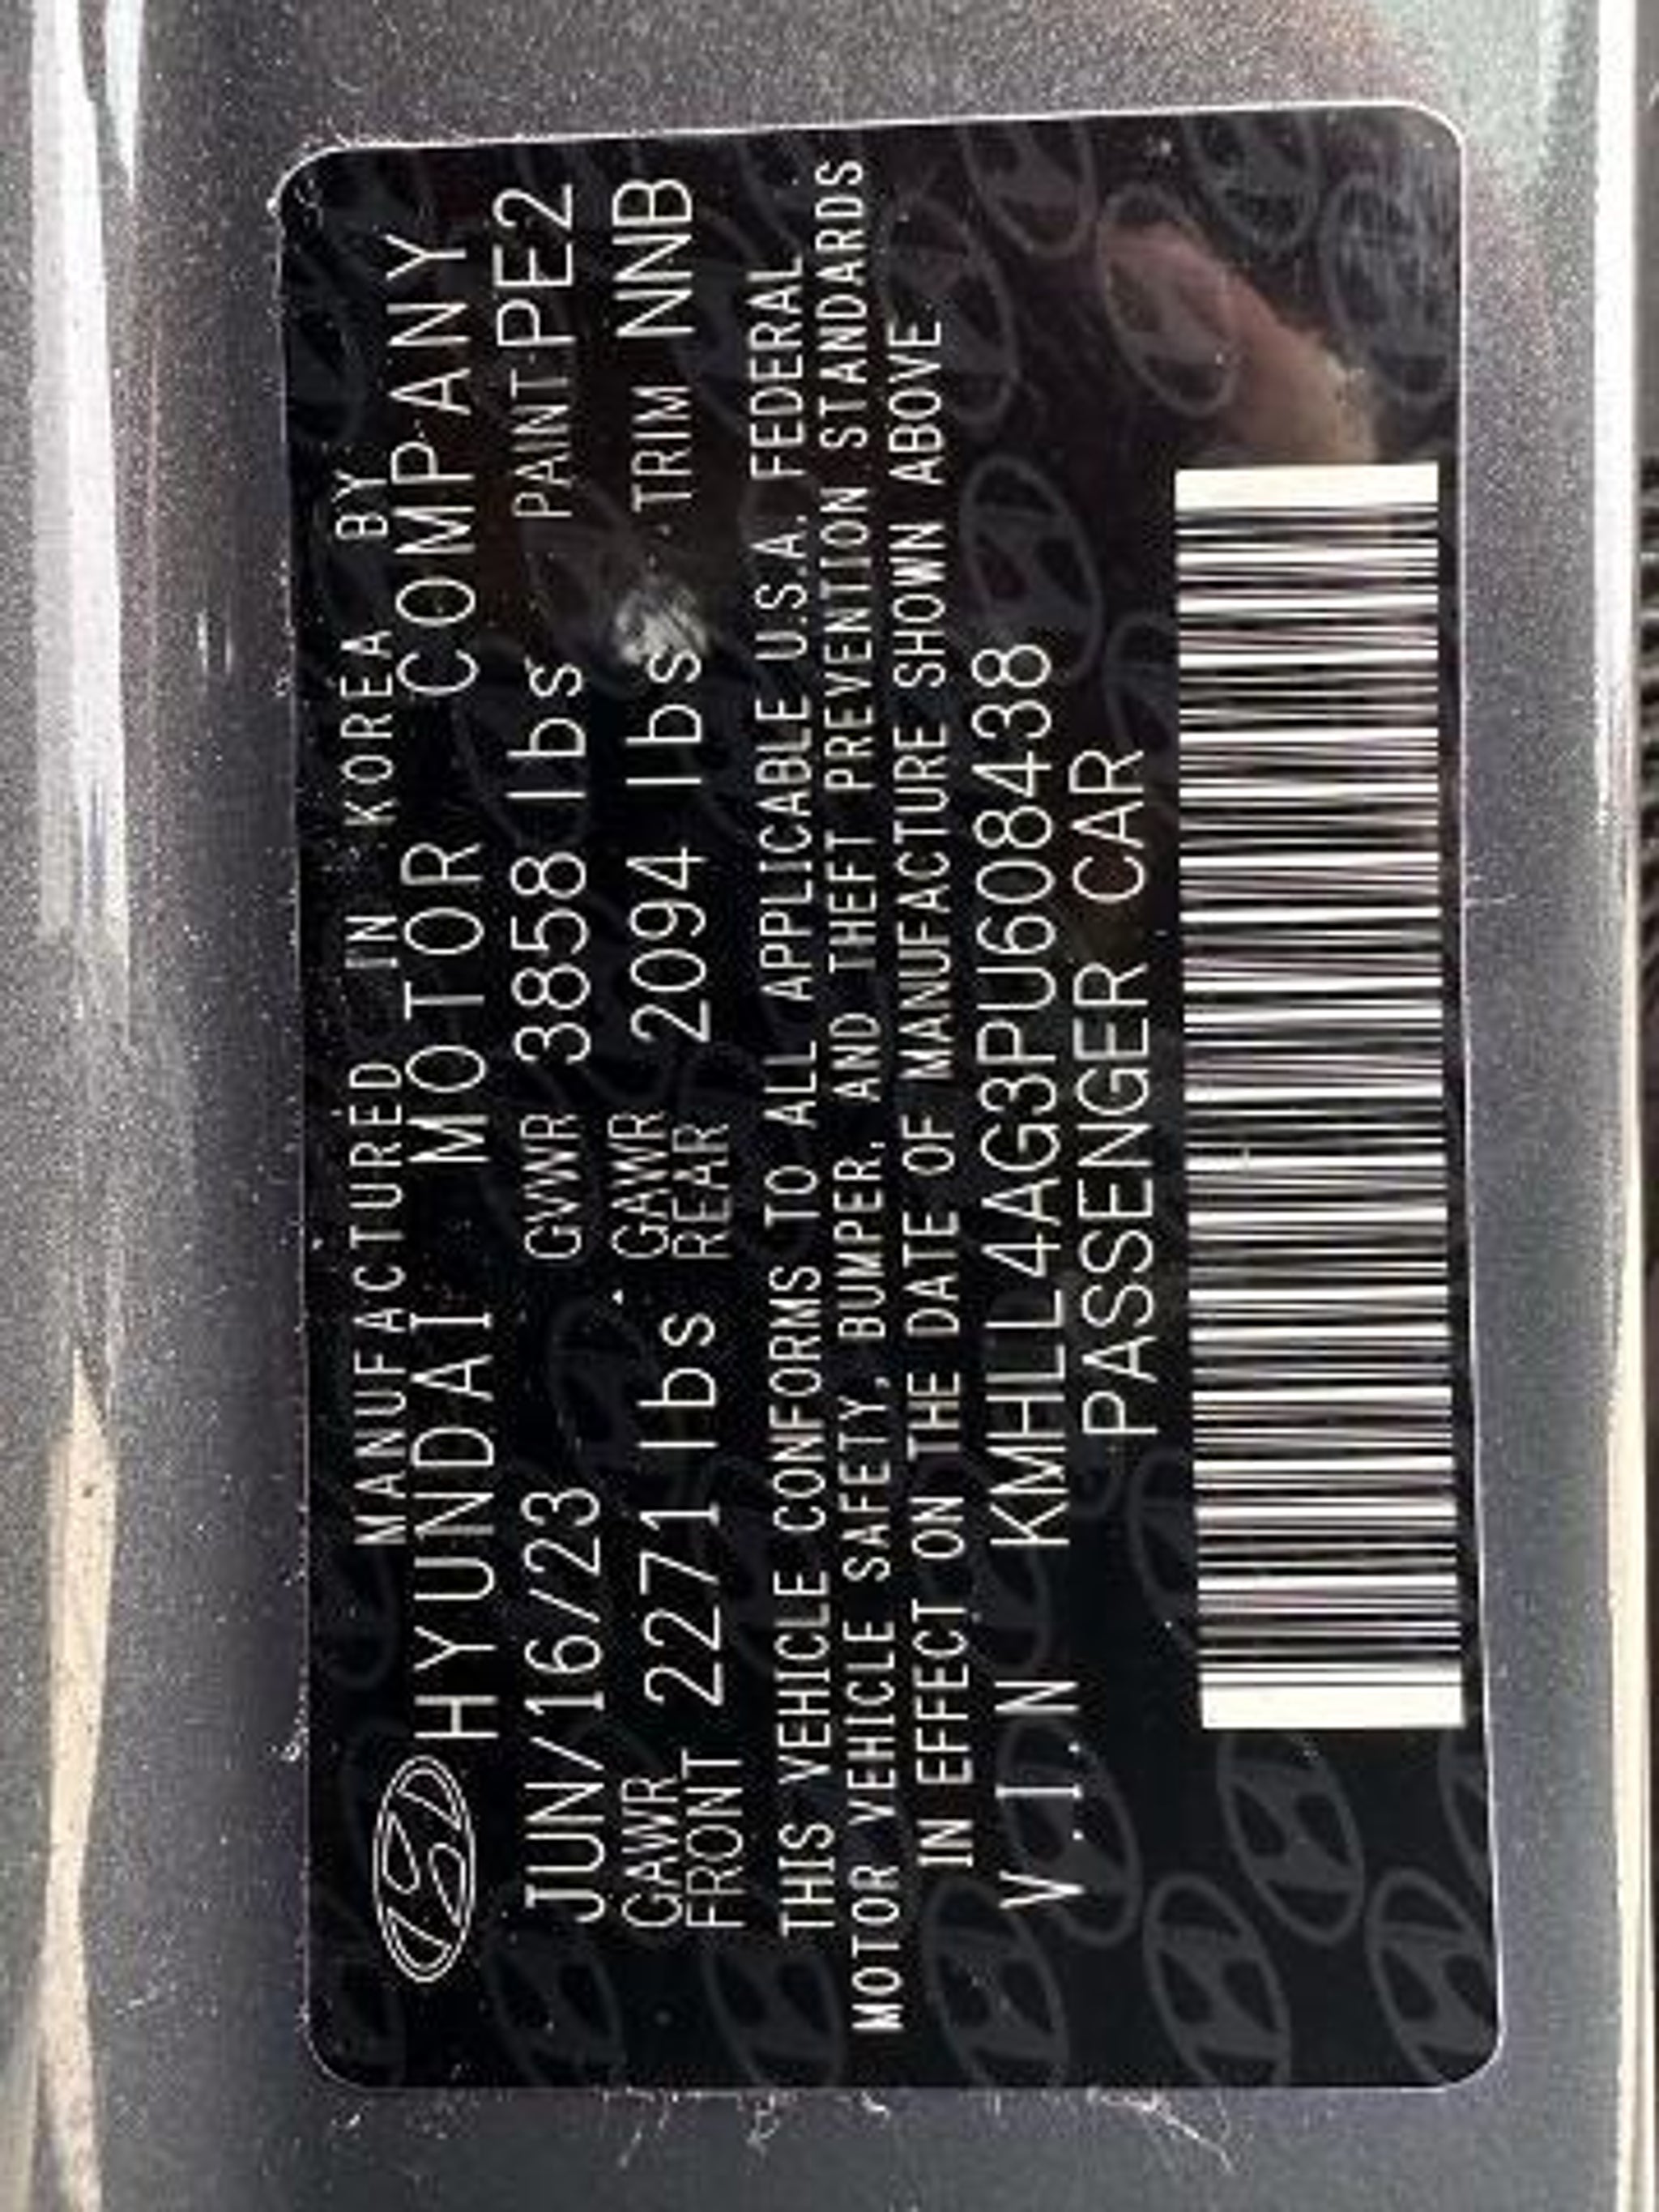 MANUFACTURED IN KOREA BY
HYUNDAI MOTOR COMPANY
JUN/16/23 GVWR 3858 lbs PAINT PE2
GAWR FRONT 2271 lbs GAWR REAR 2094 lbs TRIM NNB
THIS VEHICLE CONFORMS TO ALL APPLICABLE U.S.A. FEDERAL
MOTOR VEHICLE SAFETY, BUMPER, AND THEFT PREVENTION STANDARDS
IN EFFECT ON THE DATE OF MANUFACTURE SHOWN ABOVE
V.I.N KMHLL4AG3PU608438
PASSENGER CAR